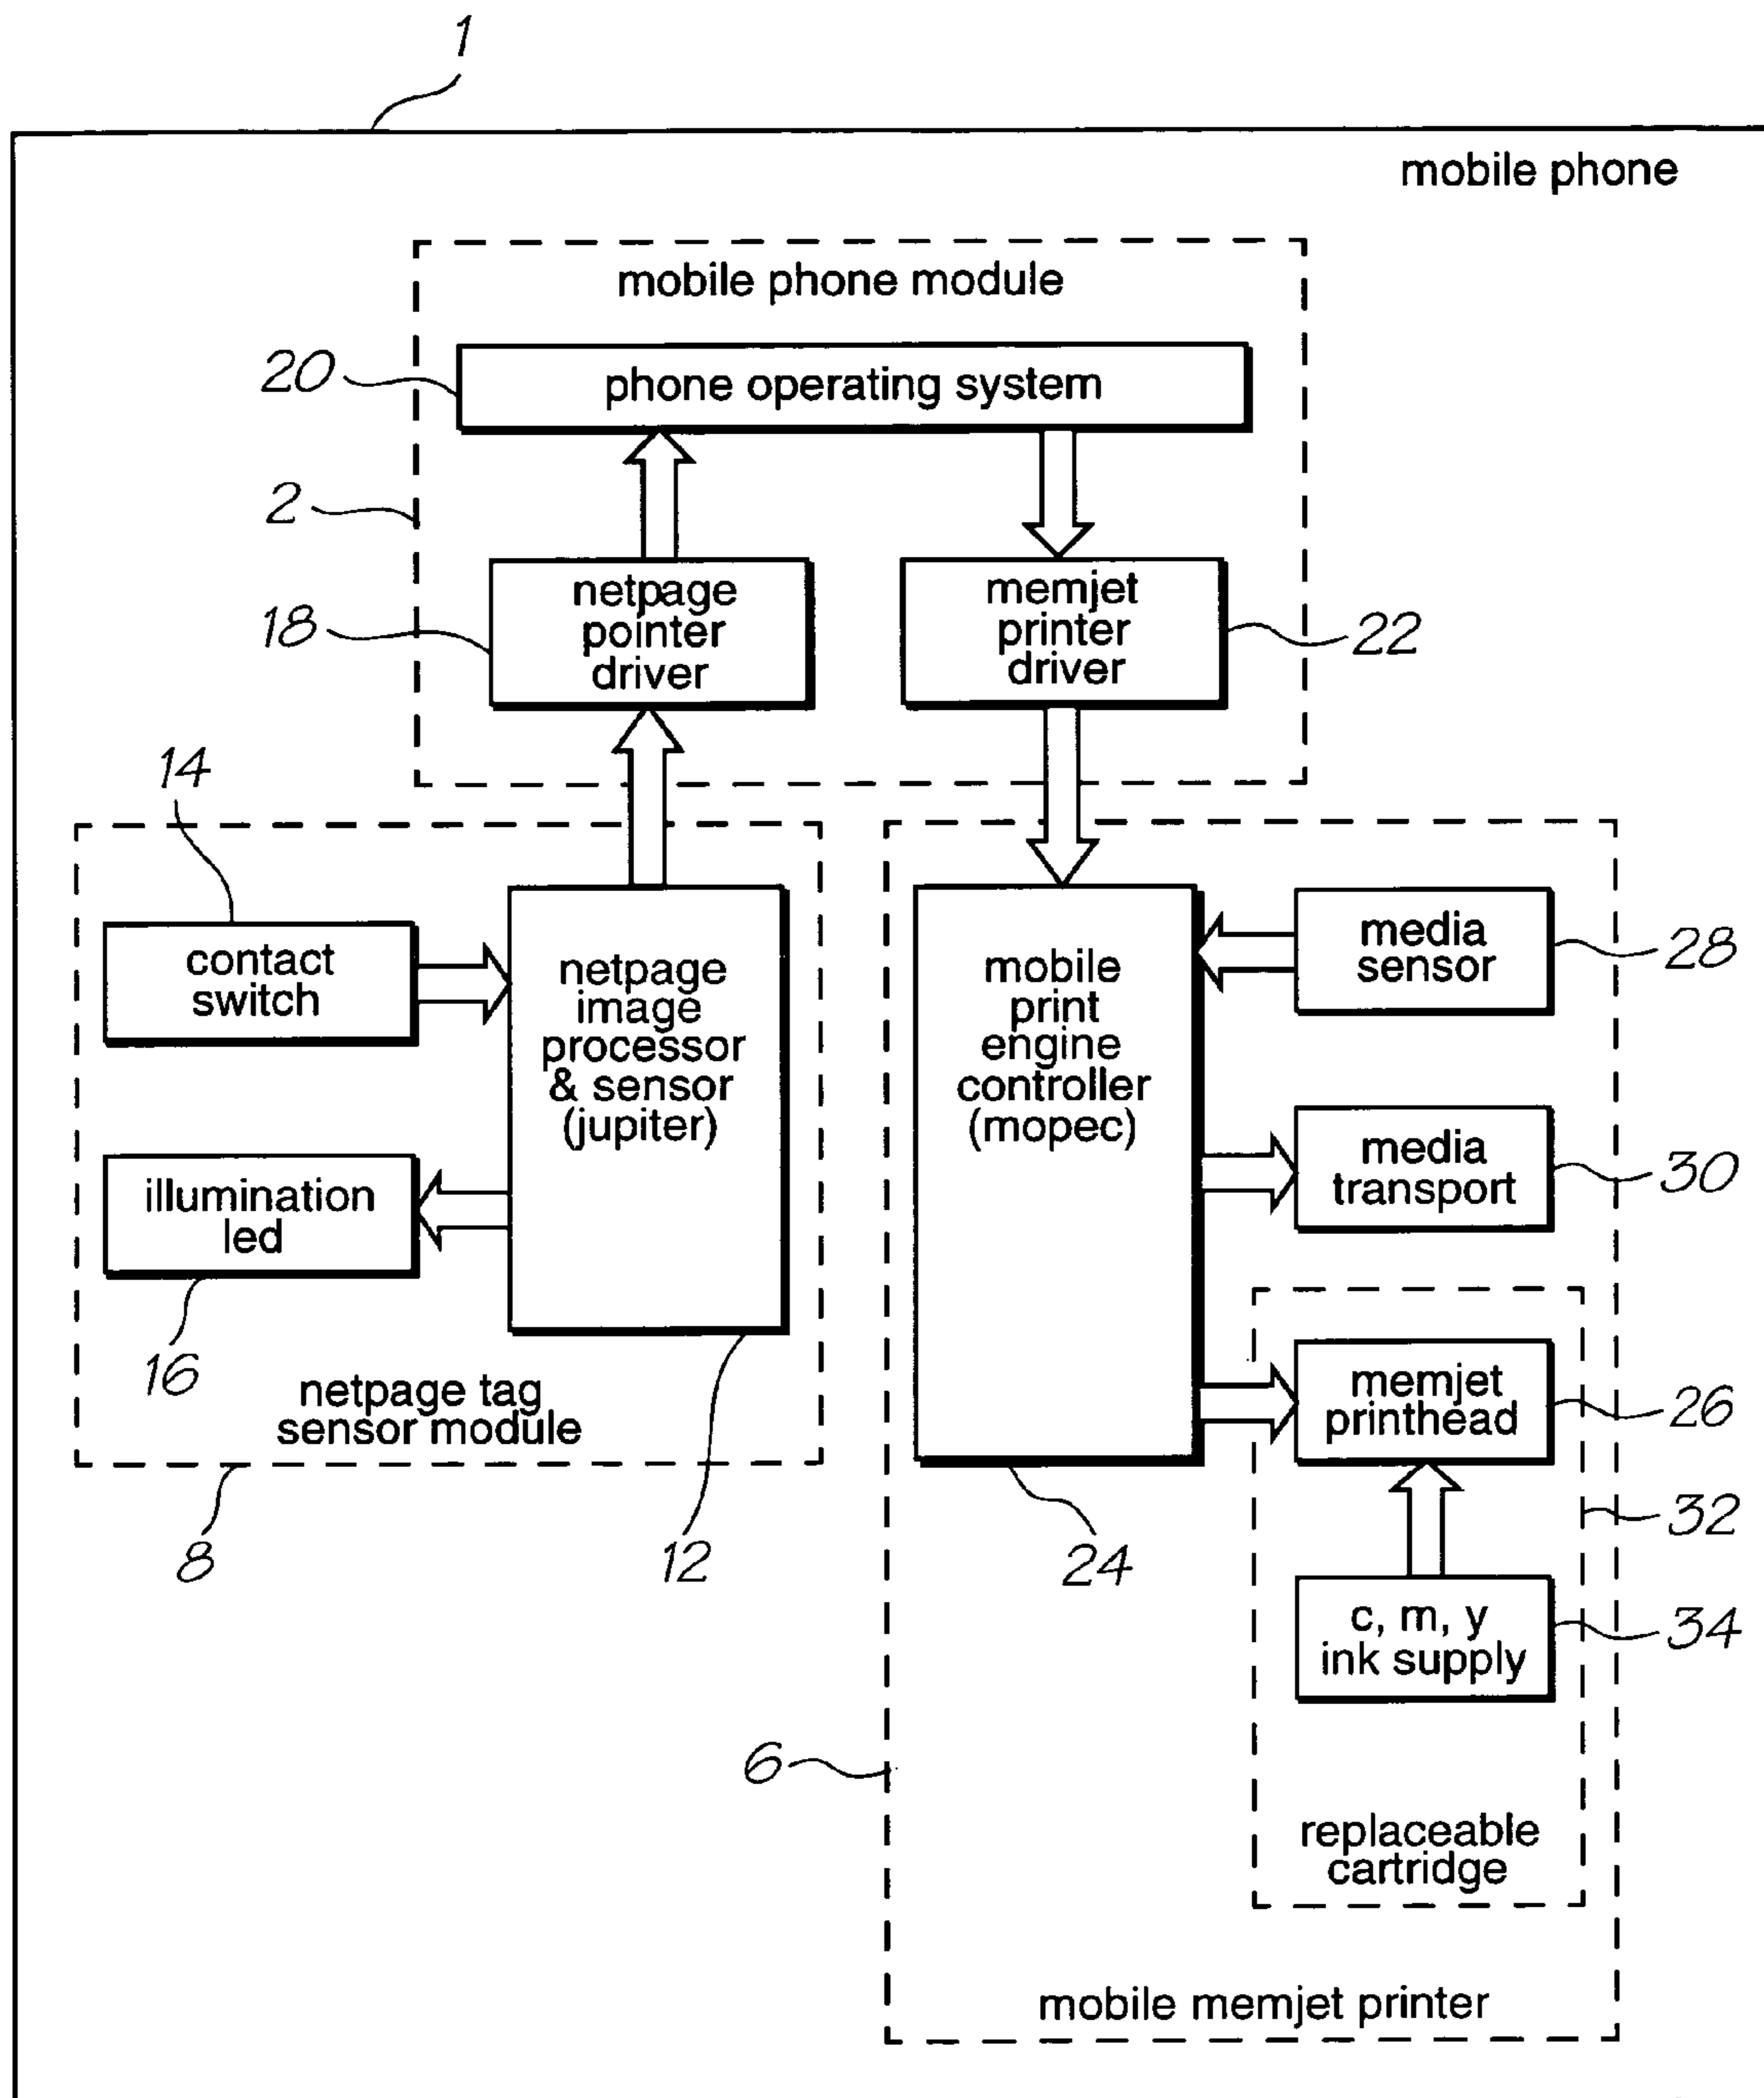 1
mobile phone
mobile phone module
20
phone operating system
2
netpage
pointer
driver
18
memjet
printer
driver
22
14
contact
switch
netpage
image
processor
& sensor
(jupiter)
illumination
led
16
netpage tag
sensor module
8
12
mobile
print
engine
controller
(mopec)
media
sensor
28
media
transport
30
memjet
printhead
26
32
24
c, m, y
ink supply
34
6
replaceable
cartridge
mobile memjet printer